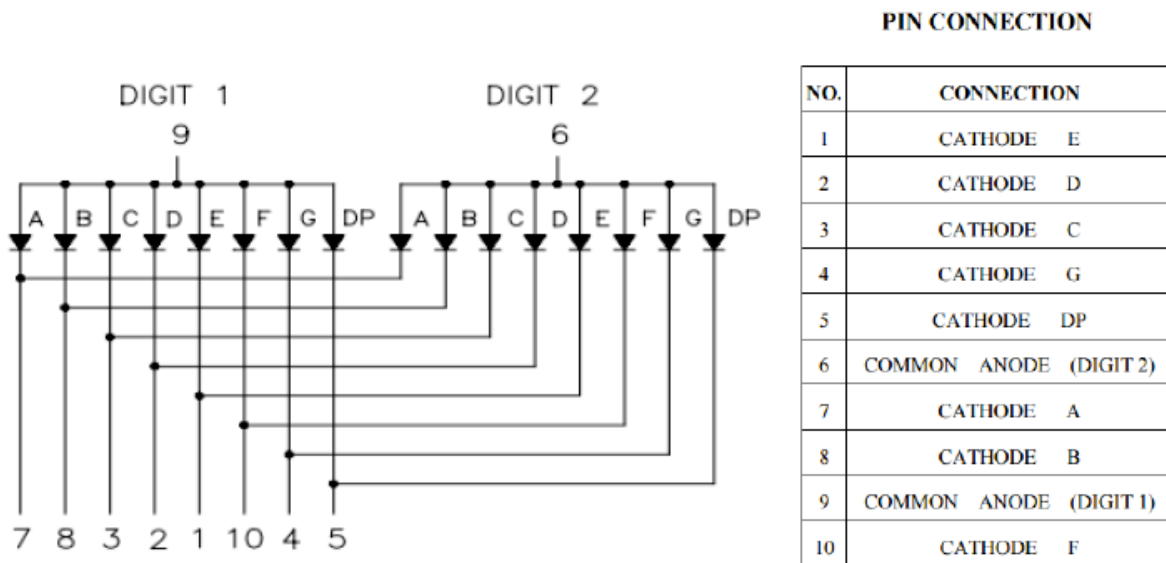 DIGIT 1 DIGIT 2
9 6
A B C D E F G DP A B C D E F G DP
7 8 3 2 1 10 4 5
PIN CONNECTION
NO. CONNECTION
1 CATHODE E
2 CATHODE D
3 CATHODE C
4 CATHODE G
5 CATHODE DP
6 COMMON ANODE (DIGIT 2)
7 CATHODE A
8 CATHODE B
9 COMMON ANODE (DIGIT 1)
10 CATHODE F